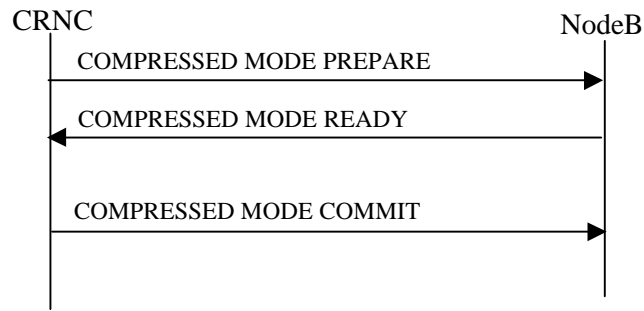 CRNC
NodeB
COMPRESSED MODE PREPARE
COMPRESSED MODE READY
COMPRESSED MODE COMMIT